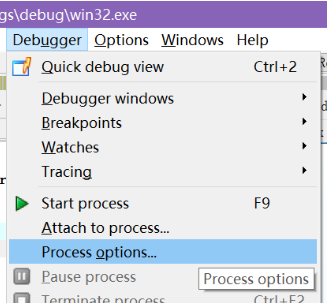 gs\debug\win32.exe
Debugger Options Windows Help
Quick debug view Ctrl+2
Debugger windows
Breakpoints
Watches
Tracing
Start process F9
Attach to process...
Process options...
Pause process
Process options
Terminate process Ctrl+F2